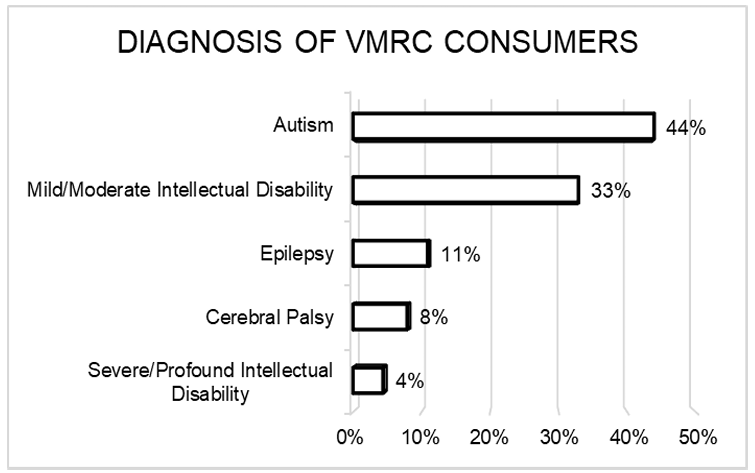 DIAGNOSIS OF VMRC CONSUMERS
Autism
44%
Mild/Moderate Intellectual Disability
33%
Epilepsy
11%
Cerebral Palsy
8%
Severe/Profound Intellectual
Disability
4%
0% 10% 20% 30% 40% 50%